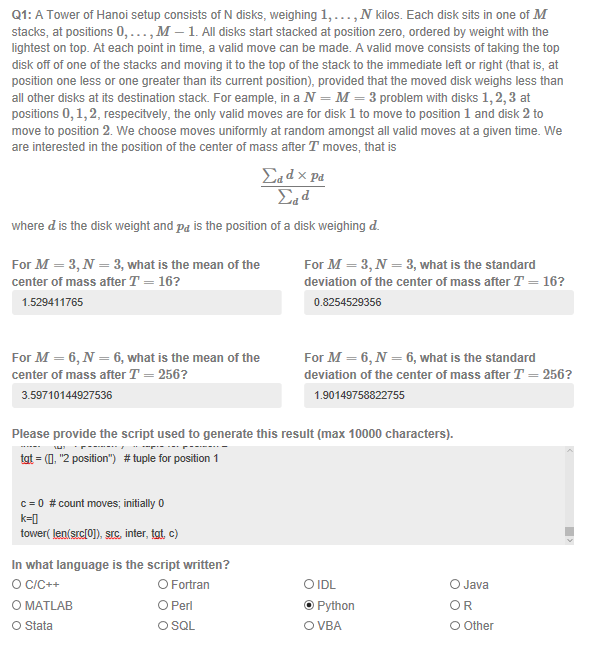 Q1: A Tower of Hanoi setup consists of N disks, weighing 1, . . . , N kilos. Each disk sits in one of M
stacks, at positions 0, . . . , M − 1. All disks start stacked at position zero, ordered by weight with the
lightest on top. At each point in time, a valid move can be made. A valid move consists of taking the top
disk off of one of the stacks and moving it to the top of the stack to the immediate left or right (that is, at
position one less or one greater than its current position), provided that the moved disk weighs less than
all other disks at its destination stack. For eample, in a N = M = 3 problem with disks 1, 2, 3 at
positions 0, 1, 2, respecitvely, the only valid moves are for disk 1 to move to position 1 and disk 2 to
move to position 2. We choose moves uniformly at random amongst all valid moves at a given time. We
are interested in the position of the center of mass after T moves, that is
∑d d × pd
∑d d
where d is the disk weight and pd is the position of a disk weighing d.
For M = 3, N = 3, what is the mean of the
center of mass after T = 16?
1.529411765
For M = 3, N = 3, what is the standard
deviation of the center of mass after T = 16?
0.8254529356
For M = 6, N = 6, what is the mean of the
center of mass after T = 256?
3.59710144927536
For M = 6, N = 6, what is the standard
deviation of the center of mass after T = 256?
1.90149758822755
Please provide the script used to generate this result (max 10000 characters).
tgt = ([], "2 position") # tuple for position 1
c = 0 # count moves; initially 0
k=[]
tower( len(src[0]), src, inter, tgt, c)
In what language is the script written?
C/C++ Fortran IDL Java
MATLAB Perl Python R
Stata SQL VBA Other